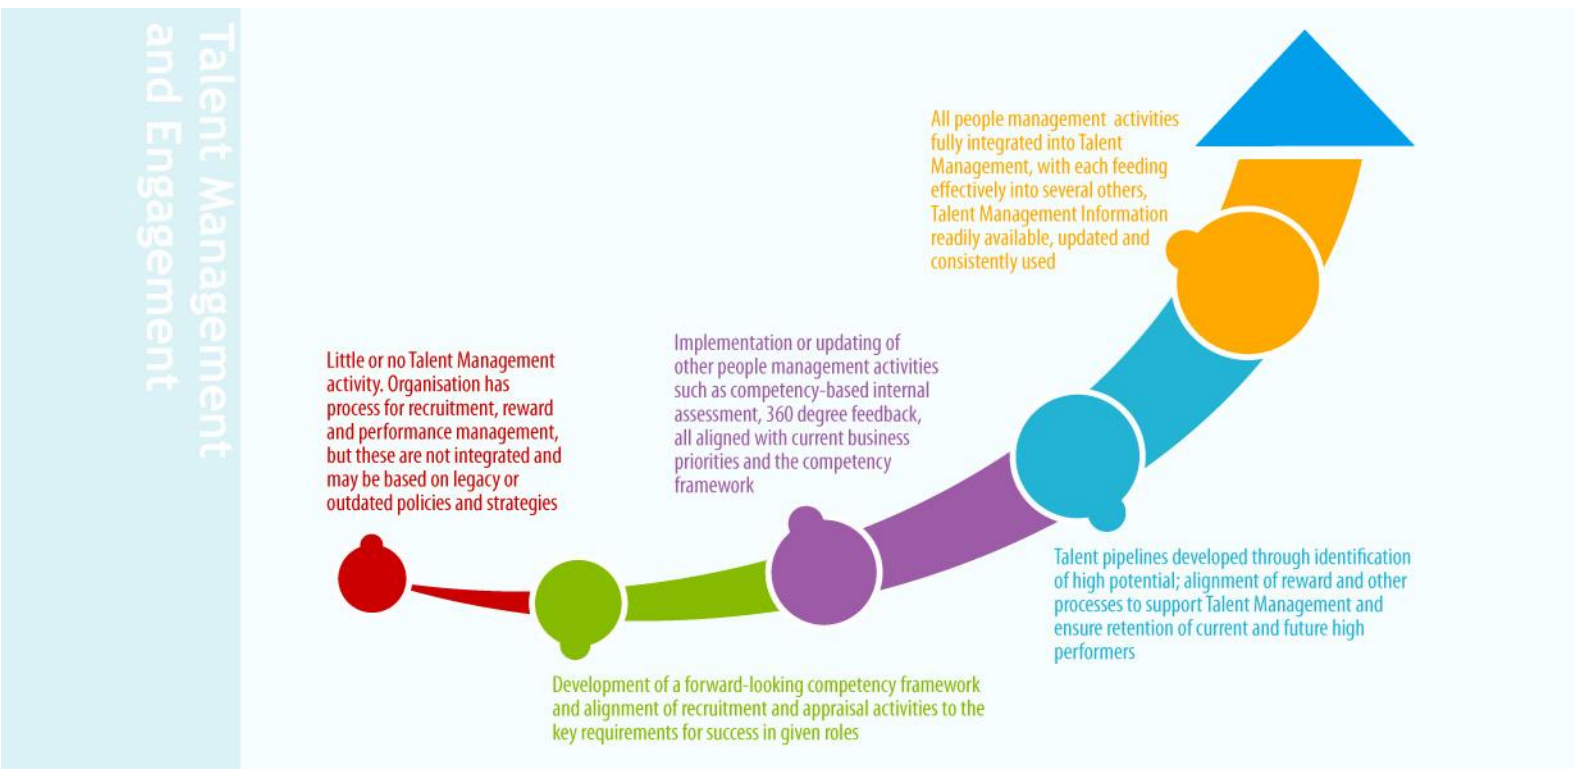 Talent Management
and Engagement
Little or no Talent Management
activity. Organisation has
process for recruitment, reward
and performance management,
but these are not integrated and
may be based on legacy or
outdated policies and strategies
Development of a forward-looking competency framework
and alignment of recruitment and appraisal activities to the
key requirements for success in given roles
Implementation or updating of
other people management activities
such as competency-based internal
assessment, 360 degree feedback,
all aligned with current business
priorities and the competency
framework
Talent pipelines developed through identification
of high potential; alignment of reward and other
processes to support Talent Management and
ensure retention of current and future high
performers
All people management activities
fully integrated into Talent
Management, with each feeding
effectively into several others,
Talent Management Information
readily available, updated and
consistently used